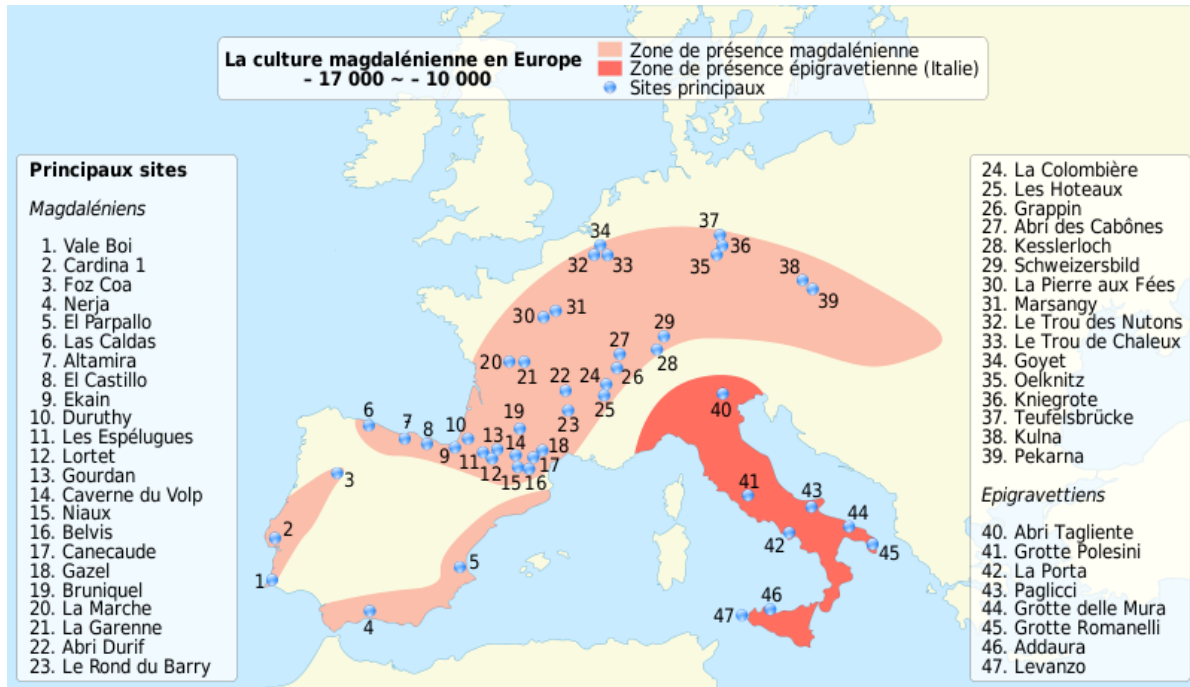 La culture magdalénienne en Europe
– 17 000 ~ – 10 000
Zone de présence magdalénienne
Zone de présence épigravetienne (Italie)
Sites principaux
Principaux sites
Magdaléniens
1. Vale Boi
2. Cardina 1
3. Foz Coa
4. Nerja
5. El Parpallo
6. Las Caldas
7. Altamira
8. El Castillo
9. Ekain
10. Duruthy
11. Les Espélugues
12. Lortet
13. Gourdan
14. Caverne du Volp
15. Niaux
16. Belvis
17. Canecaude
18. Gazel
19. Bruniquel
20. La Marche
21. La Garenne
22. Abri Durif
23. Le Rond du Barry
24. La Colombière
25. Les Hoteaux
26. Grappin
27. Abri des Cabônes
28. Kesslerloch
29. Schweizersbild
30. La Pierre aux Fées
31. Marsangy
32. Le Trou des Nutons
33. Le Trou de Chaleux
34. Goyet
35. Oelknitz
36. Kniegrote
37. Teufelsbrücke
38. Kulna
39. Pekarna
Epigravettiens
40. Abri Tagliente
41. Grotte Polesini
42. La Porta
43. Paglicci
44. Grotte delle Mura
45. Grotte Romanelli
46. Addaura
47. Levanzo
37
34
36
32
33
35
38
39
31
30
29
27
28
20
21
22
24
26
25
40
23
6
7
8
10
19
13
14
18
9
11
12
17
15
16
3
41
43
44
2
42
45
5
1
46
47
4